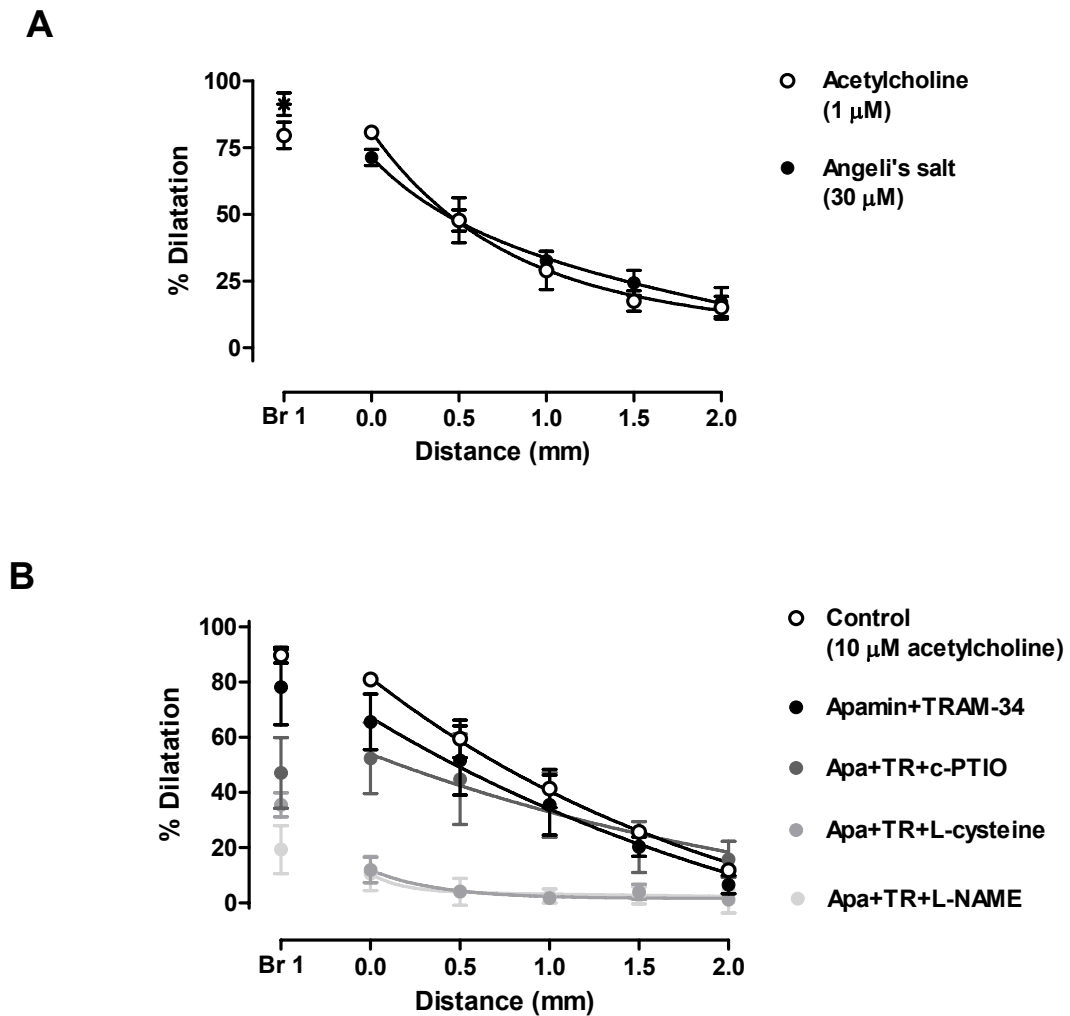 A
100
75
50
25
0
% Dilatation
Br 1 0.0 0.5 1.0 1.5 2.0
Distance (mm)
Acetylcholine
(1 μM)
Angeli's salt
(30 μM)
B
100
80
60
40
20
0
% Dilatation
Br 1 0.0 0.5 1.0 1.5 2.0
Distance (mm)
Control
(10 μM acetylcholine)
Apamin+TRAM-34
Apa+TR+c-PTIO
Apa+TR+L-cysteine
Apa+TR+L-NAME